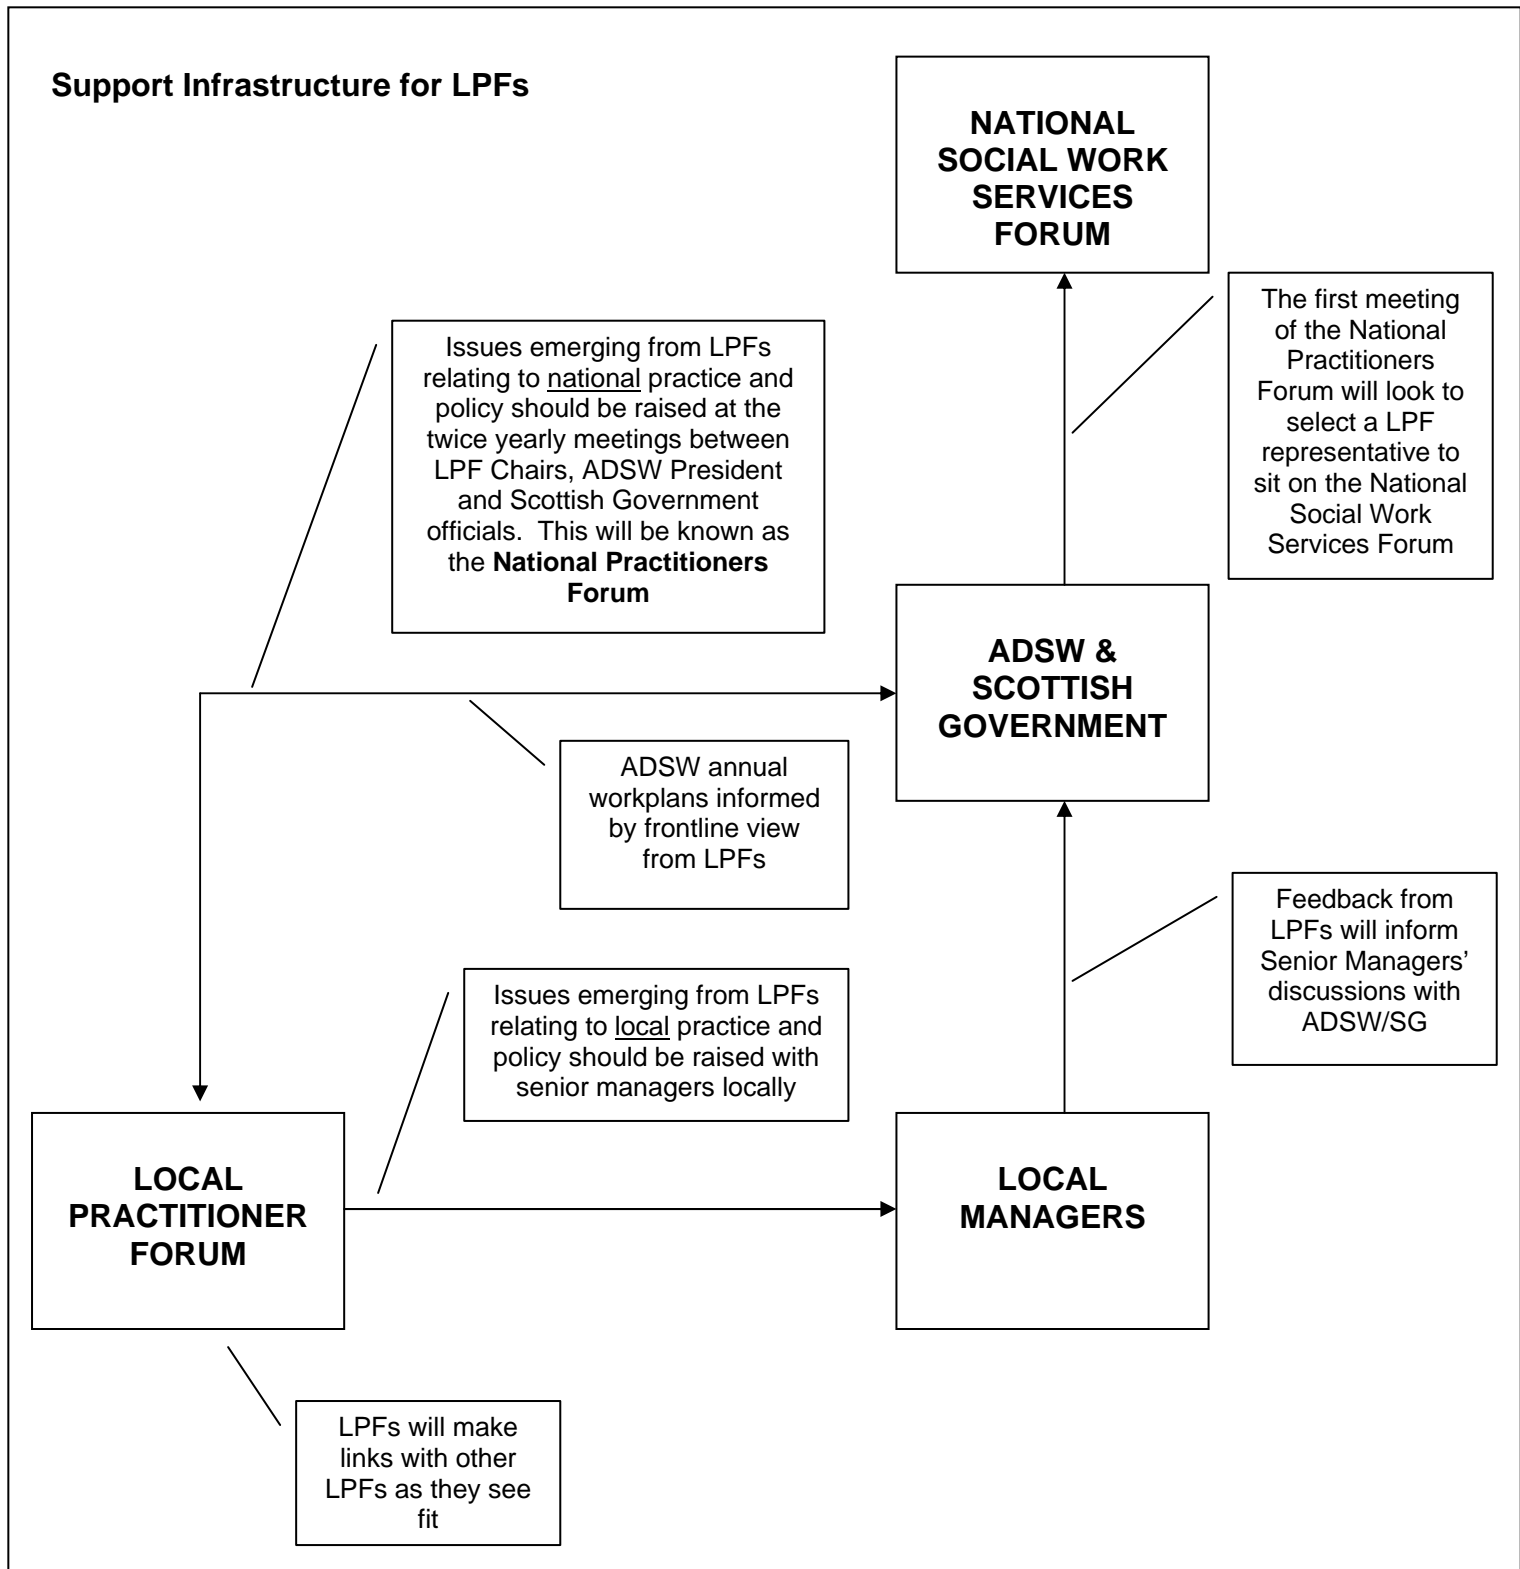 Support Infrastructure for LPFs
NATIONAL
SOCIAL WORK
SERVICES
FORUM
The first meeting
of the National
Practitioners
Forum will look to
select a LPF
representative to
sit on the National
Social Work
Services Forum
Issues emerging from LPFs
relating to national practice and
policy should be raised at the
twice yearly meetings between
LPF Chairs, ADSW President
and Scottish Government
officials.  This will be known as
the National Practitioners
Forum
ADSW &
SCOTTISH
GOVERNMENT
ADSW annual
workplans informed
by frontline view
from LPFs
Feedback from
LPFs will inform
Senior Managers’
discussions with
ADSW/SG
Issues emerging from LPFs
relating to local practice and
policy should be raised with
senior managers locally
LOCAL
PRACTITIONER
FORUM
LOCAL
MANAGERS
LPFs will make
links with other
LPFs as they see
fit